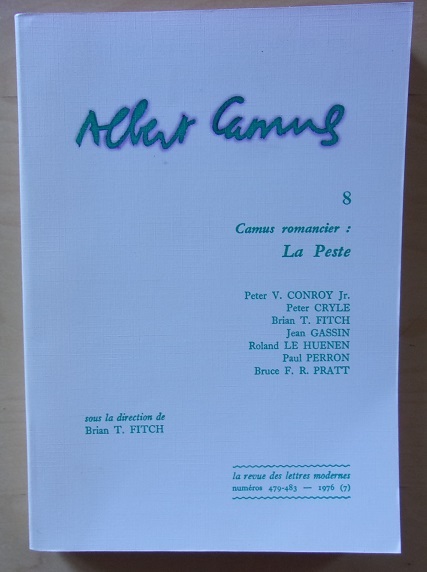 Albert Camus
8
Camus romancier :
La Peste
Peter V. CONROY Jr.
Peter CRYLE
Brian T. FITCH
Jean GASSIN
Roland LE HUENEN
Paul PERRON
Bruce F. R. PRATT
sous la direction de
Brian T. FITCH
la revue des lettres modernes
numéros 479-483 — 1976 (7)